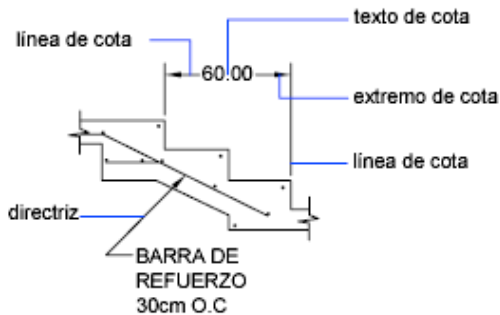 texto de cota
línea de cota
60.00
extremo de cota
línea de cota
directriz
BARRA DE
REFUERZO
30cm O.C